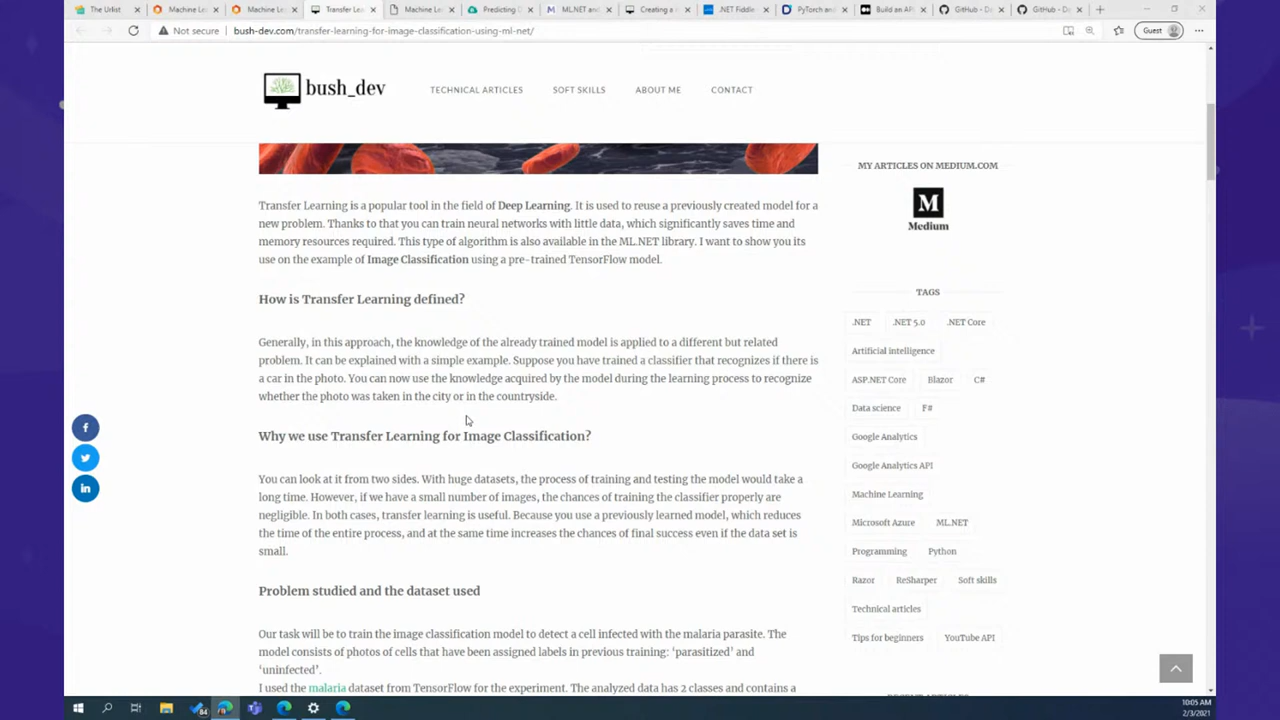 The Urlist
Machine Le
Machine Le
Transfer Le
Machine Le
Predicting D
ML.NET and
Creating a
.NET Fiddle
PyTorch an
Build an AP
GitHub - D
GitHub - D
Not secure
bush-dev.com/transfer-learning-for-image-classification-using-ml-net/
Guest
bush_dev
TECHNICAL ARTICLES
SOFT SKILLS
ABOUT ME
CONTACT
Transfer Learning is a popular tool in the field of Deep Learning. It is used to reuse a previously created model for a
new problem. Thanks to that you can train neural networks with little data, which significantly saves time and
memory resources required. This type of algorithm is also available in the ML.NET library. I want to show you its
use on the example of Image Classification using a pre-trained TensorFlow model.
How is Transfer Learning defined?
Generally, in this approach, the knowledge of the already trained model is applied to a different but related
problem. It can be explained with a simple example. Suppose you have trained a classifier that recognizes if there is
a car in the photo. You can now use the knowledge acquired by the model during the learning process to recognize
whether the photo was taken in the city or in the countryside.
Why we use Transfer Learning for Image Classification?
You can look at it from two sides. With huge datasets, the process of training and testing the model would take a
long time. However, if we have a small number of images, the chances of training the classifier properly are
negligible. In both cases, transfer learning is useful. Because you use a previously learned model, which reduces
the time of the entire process, and at the same time increases the chances of final success even if the data set is
small.
Problem studied and the dataset used
Our task will be to train the image classification model to detect a cell infected with the malaria parasite. The
model consists of photos of cells that have been assigned labels in previous training: ‘parasitized’ and
‘uninfected’.
I used the malaria dataset from TensorFlow for the experiment. The analyzed data has 2 classes and contains a
MY ARTICLES ON MEDIUM.COM
M
Medium
TAGS
.NET
.NET 5.0
.NET Core
Artificial intelligence
ASP.NET Core
Blazor
C#
Data science
F#
Google Analytics
Google Analytics API
Machine Learning
Microsoft Azure
ML.NET
Programming
Python
Razor
ReSharper
Soft skills
Technical articles
Tips for beginners
YouTube API
RECENT ARTICLES
10:05 AM
2/3/2021